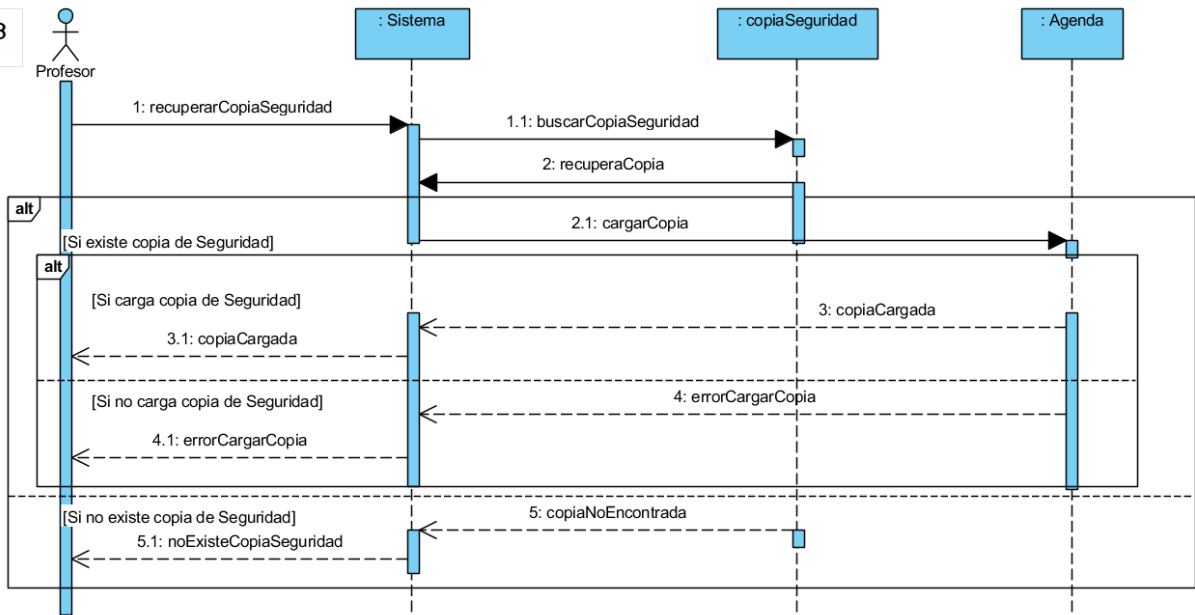 3
Profesor
: Sistema
: copiaSeguridad
: Agenda
1: recuperarCopiaSeguridad
1.1: buscarCopiaSeguridad
2: recuperaCopia
alt
2.1: cargarCopia
[Si existe copia de Seguridad]
alt
[Si carga copia de Seguridad]
3: copiaCargada
3.1: copiaCargada
[Si no carga copia de Seguridad]
4: errorCargarCopia
4.1: errorCargarCopia
[Si no existe copia de Seguridad]
5: copiaNoEncontrada
5.1: noExisteCopiaSeguridad